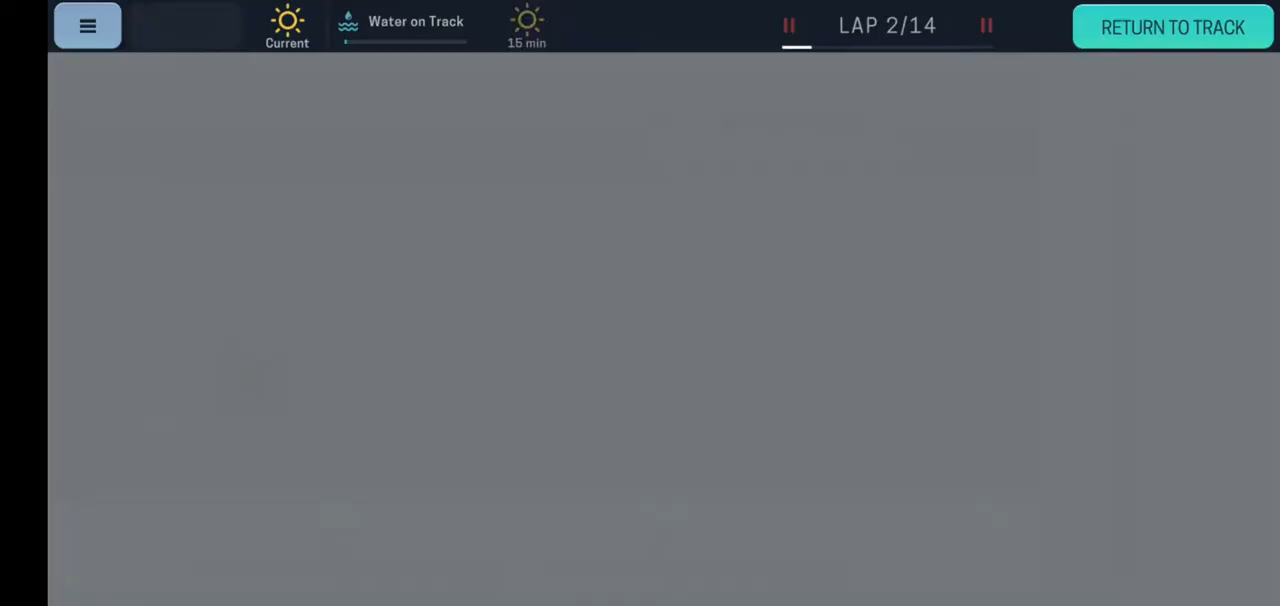 Current
Water on Track
15 min
LAP 2/14
RETURN TO TRACK